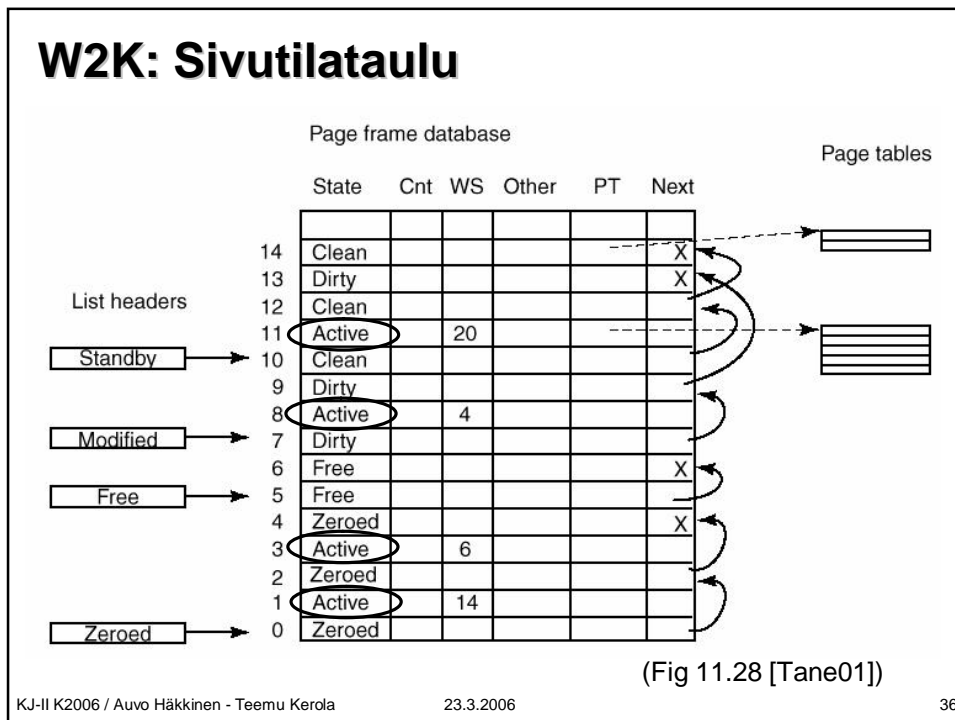 W2K: Sivutilataulu
Page frame database
Page tables
State Cnt WS Other PT Next
14 Clean X
13 Dirty X
List headers
12 Clean
11 Active 20
Standby 10 Clean
9 Dirty
8 Active 4
Modified 7 Dirty
6 Free X
Free 5 Free
4 Zeroed X
3 Active 6
2 Zeroed
1 Active 14
Zeroed 0 Zeroed
(Fig 11.28 [Tane01])
KJ-II K2006 / Auvo Häkkinen - Teemu Kerola 23.3.2006 36